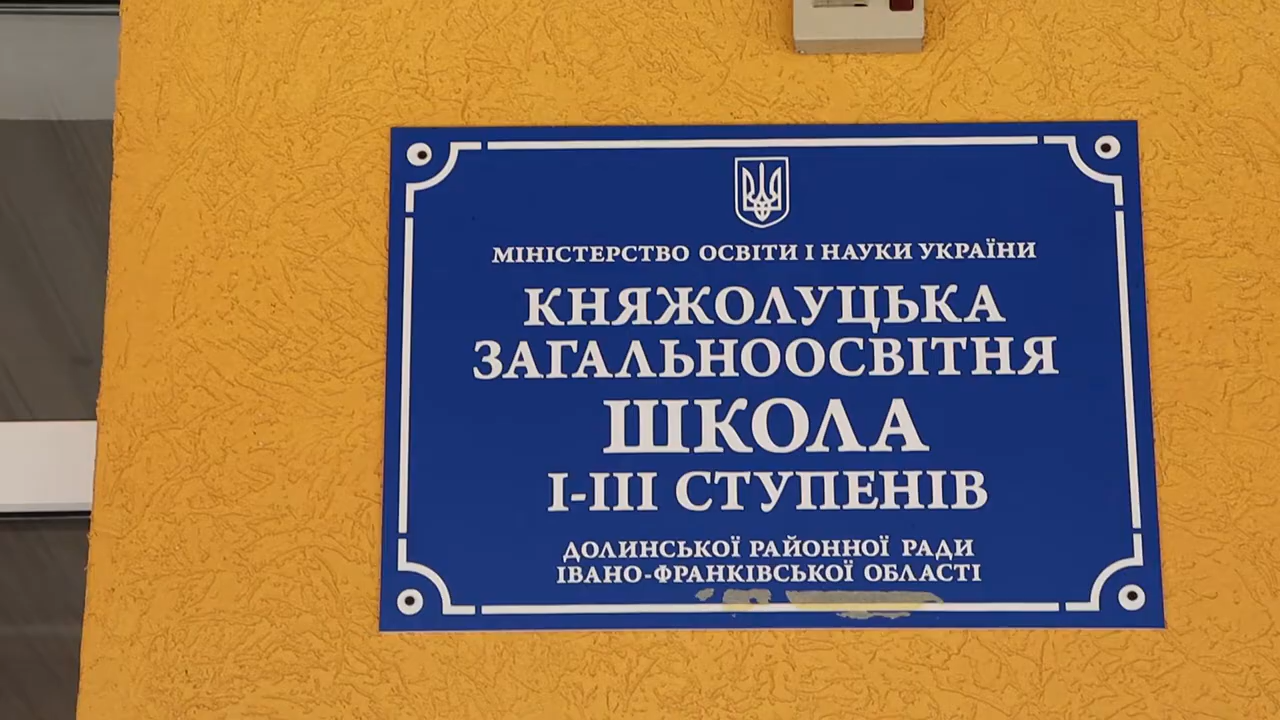 МІНІСТЕРСТВО ОСВІТИ І НАУКИ УКРАЇНИ
КНЯЖОЛУЦЬКА
ЗАГАЛЬНООСВІТНЯ
ШКОЛА
І-ІІІ СТУПЕНІВ
ДОЛИНСЬКОЇ РАЙОННОЇ РАДИ
ІВАНО-ФРАНКІВСЬКОЇ ОБЛАСТІ